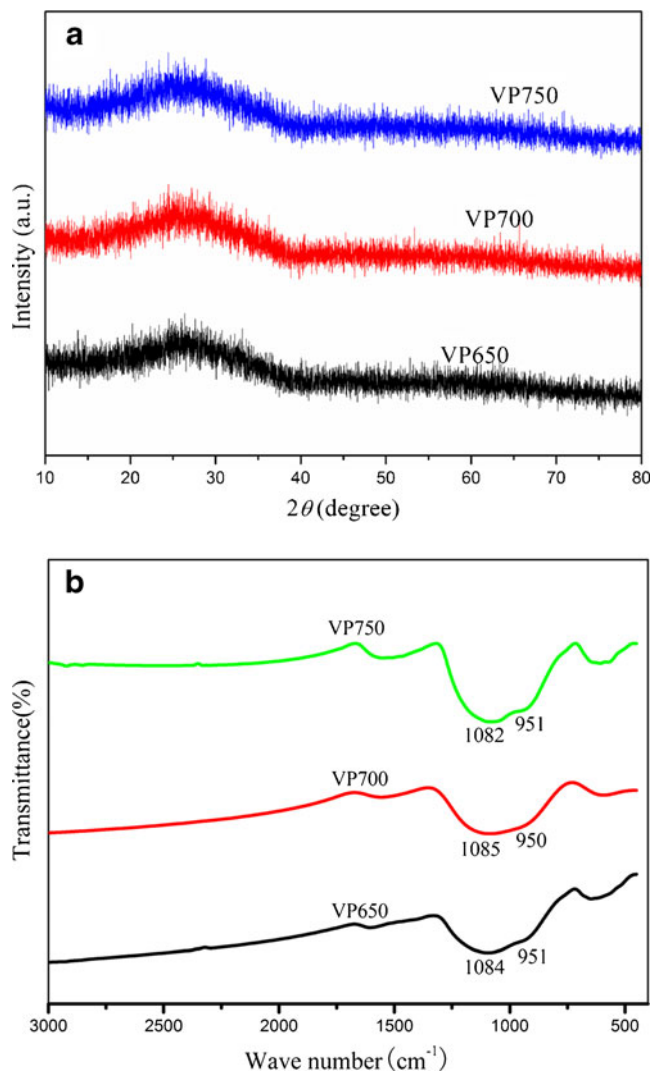 a
VP750
VP700
VP650
Intensity (a.u.)
10 20 30 40 50 60 70 80
2θ (degree)
b
VP750
1082 951
VP700
1085 950
VP650
1084 951
Transmittance(%)
3000 2500 2000 1500 1000 500
Wave number (cm⁻¹)